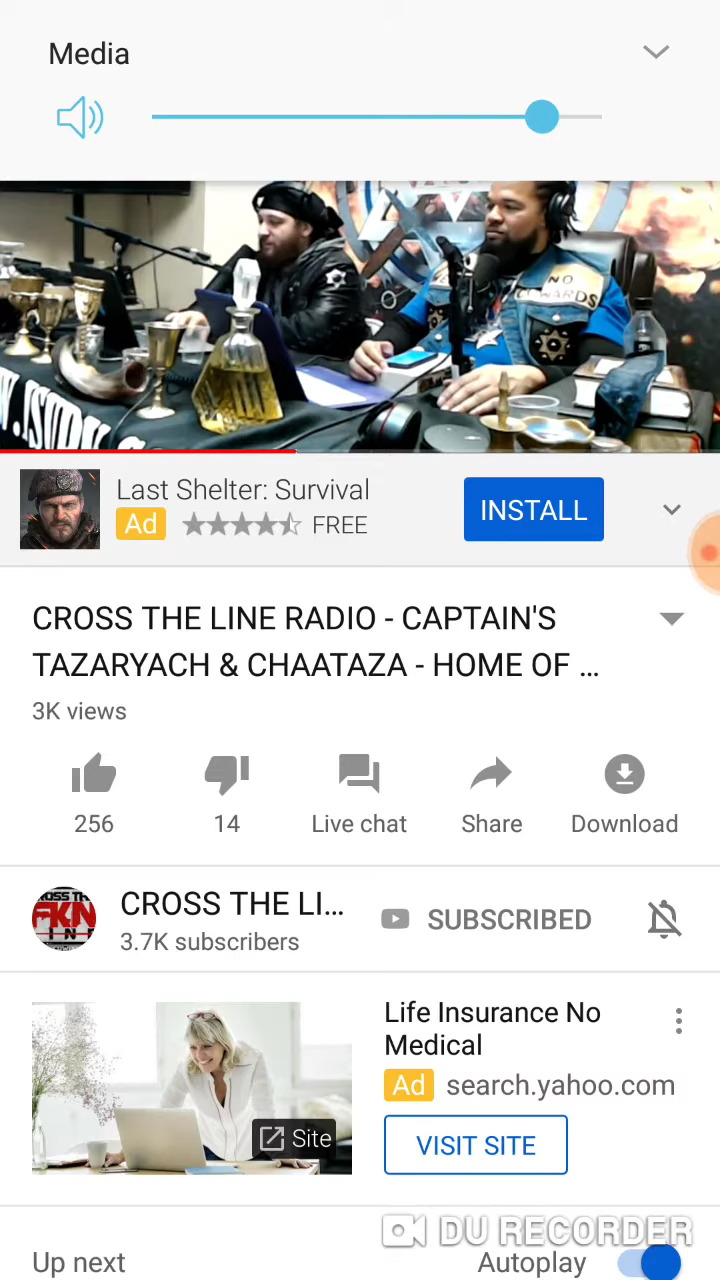 Media
NO
COWARDS
Last Shelter: Survival
Ad
FREE
INSTALL
CROSS THE LINE RADIO - CAPTAIN'S
TAZARYACH & CHAATAZA - HOME OF ...
3K views
256
14
Live chat
Share
Download
CROSS THE LI...
3.7K subscribers
SUBSCRIBED
Life Insurance No
Medical
Ad search.yahoo.com
Site
VISIT SITE
DU RECORDER
Up next
Autoplay